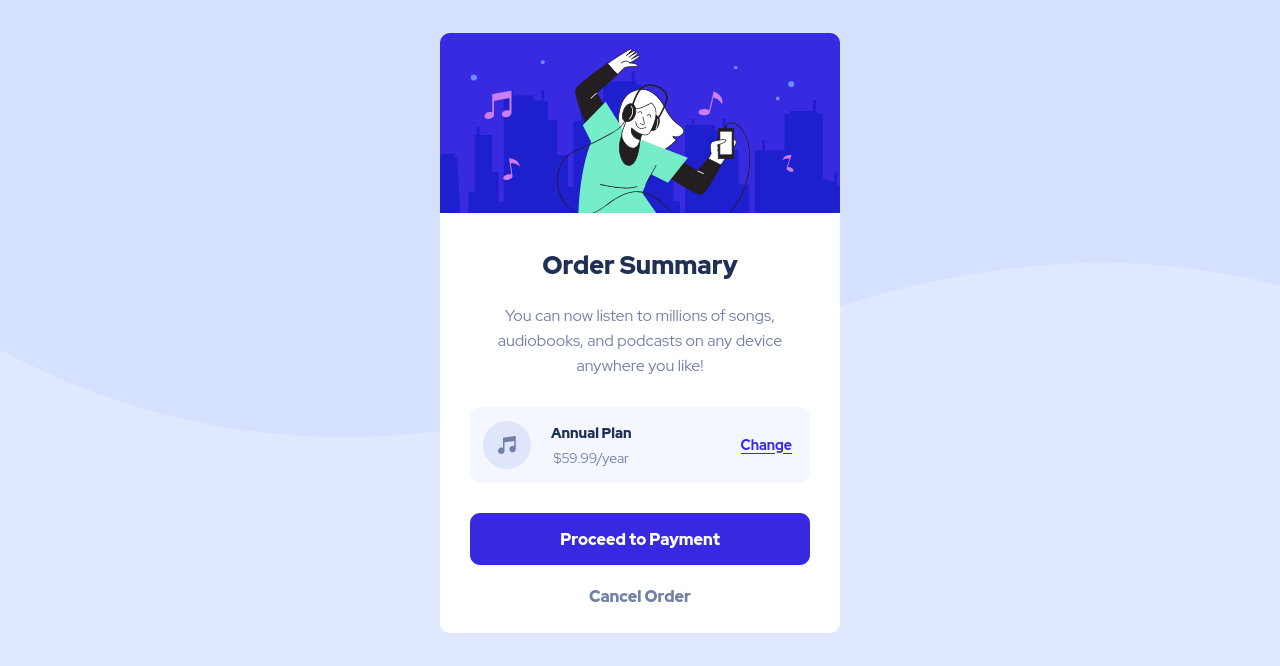 Order Summary
You can now listen to millions of songs,
audiobooks, and podcasts on any device
anywhere you like!
Annual Plan
$59.99/year
Change
Proceed to Payment
Cancel Order